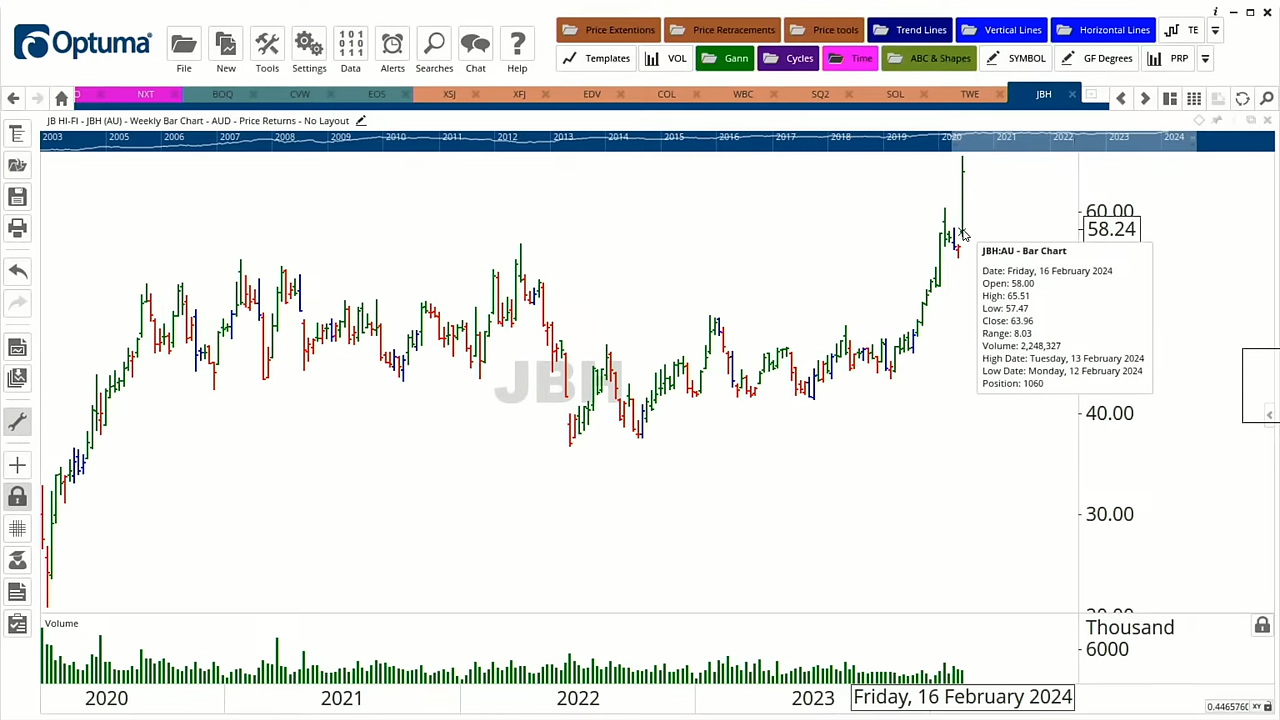 Optuma
File
New
Tools
Settings
Data
Alerts
Searches
Chat
Help
Price Extentions
Price Retracements
Price tools
Trend Lines
Vertical Lines
Horizontal Lines
TE
Templates
VOL
Gann
Cycles
Time
ABC & Shapes
SYMBOL
GF Degrees
PRP
NXT
BOQ
CVW
EOS
XSJ
XFJ
EDV
COL
WBC
SQ2
SOL
TWE
JBH
JB HI-FI - JBH (AU) - Weekly Bar Chart - AUD - Price Returns - No Layout
2003 2005 2006 2007 2008 2009 2010 2011 2012 2013 2014 2015 2016 2017 2018 2019 2020 2021 2022 2023 2024
60.00
58.24
JBH:AU - Bar Chart
Date: Friday, 16 February 2024
Open: 58.00
High: 65.51
Low: 57.47
Close: 63.96
Range: 8.03
Volume: 2,248,327
High Date: Tuesday, 13 February 2024
Low Date: Monday, 12 February 2024
Position: 1060
JBH
40.00
30.00
20.00
Volume
Thousand
6000
2020 2021 2022 2023 Friday, 16 February 2024
XY